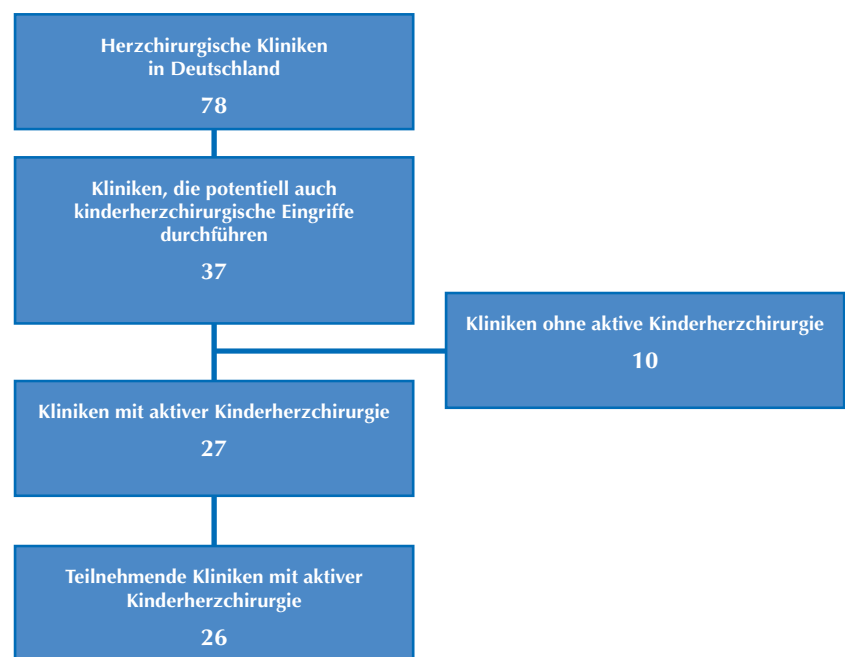 Herzchirurgische Kliniken
in Deutschland
78
Kliniken, die potentiell auch
kinderherzchirurgische Eingriffe
durchführen
37
Kliniken ohne aktive Kinderherzchirurgie
10
Kliniken mit aktiver Kinderherzchirurgie
27
Teilnehmende Kliniken mit aktiver
Kinderherzchirurgie
26